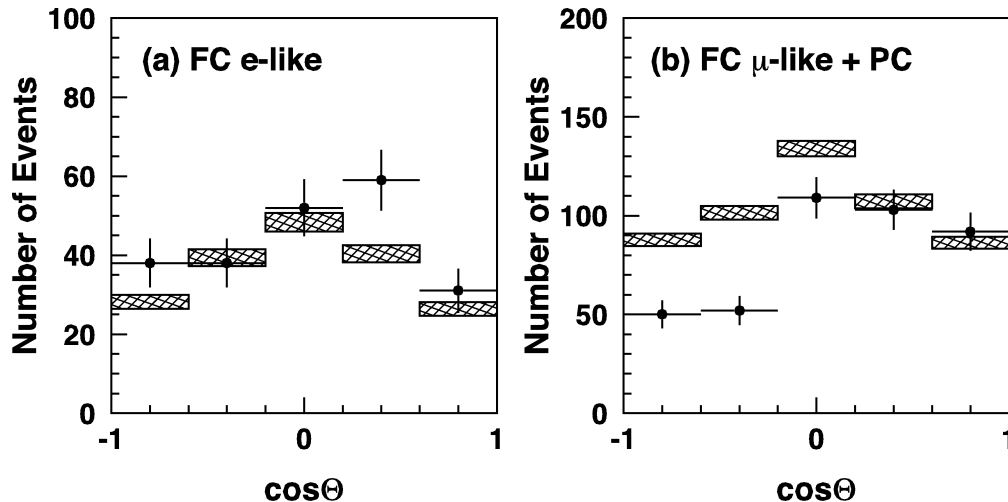 (a) FC e-like
Number of Events
100
80
60
40
20
0
-1
0
1
cosΘ
(b) FC μ-like + PC
Number of Events
200
150
100
50
0
-1
0
1
cosΘ